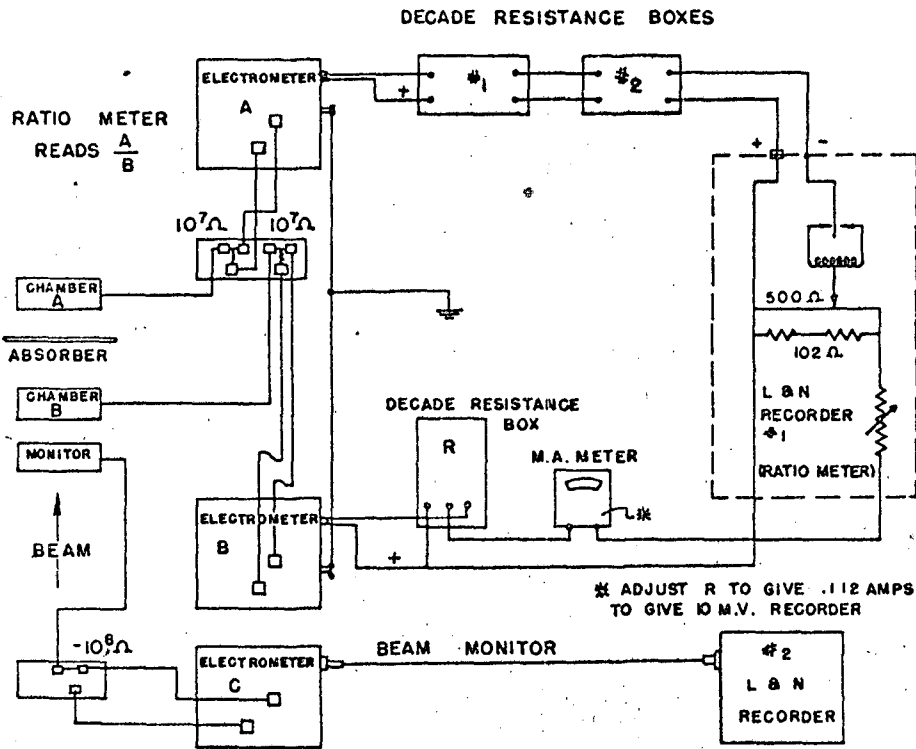 DECADE RESISTANCE BOXES
ELECTROMETER
A
+
#1
#2
RATIO METER
READS A/B
+
-
10⁷Ω
10⁷Ω
CHAMBER
A
500 Ω
ABSORBER
102 Ω
CHAMBER
B
DECADE RESISTANCE
BOX
L & N
RECORDER
#1
(RATIO METER)
R
M.A. METER
MONITOR
※
ELECTROMETER
B
+
BEAM
※ ADJUST R TO GIVE .112 AMPS
TO GIVE 10 M.V. RECORDER
-10⁸Ω
ELECTROMETER
C
BEAM MONITOR
#2
L & N
RECORDER